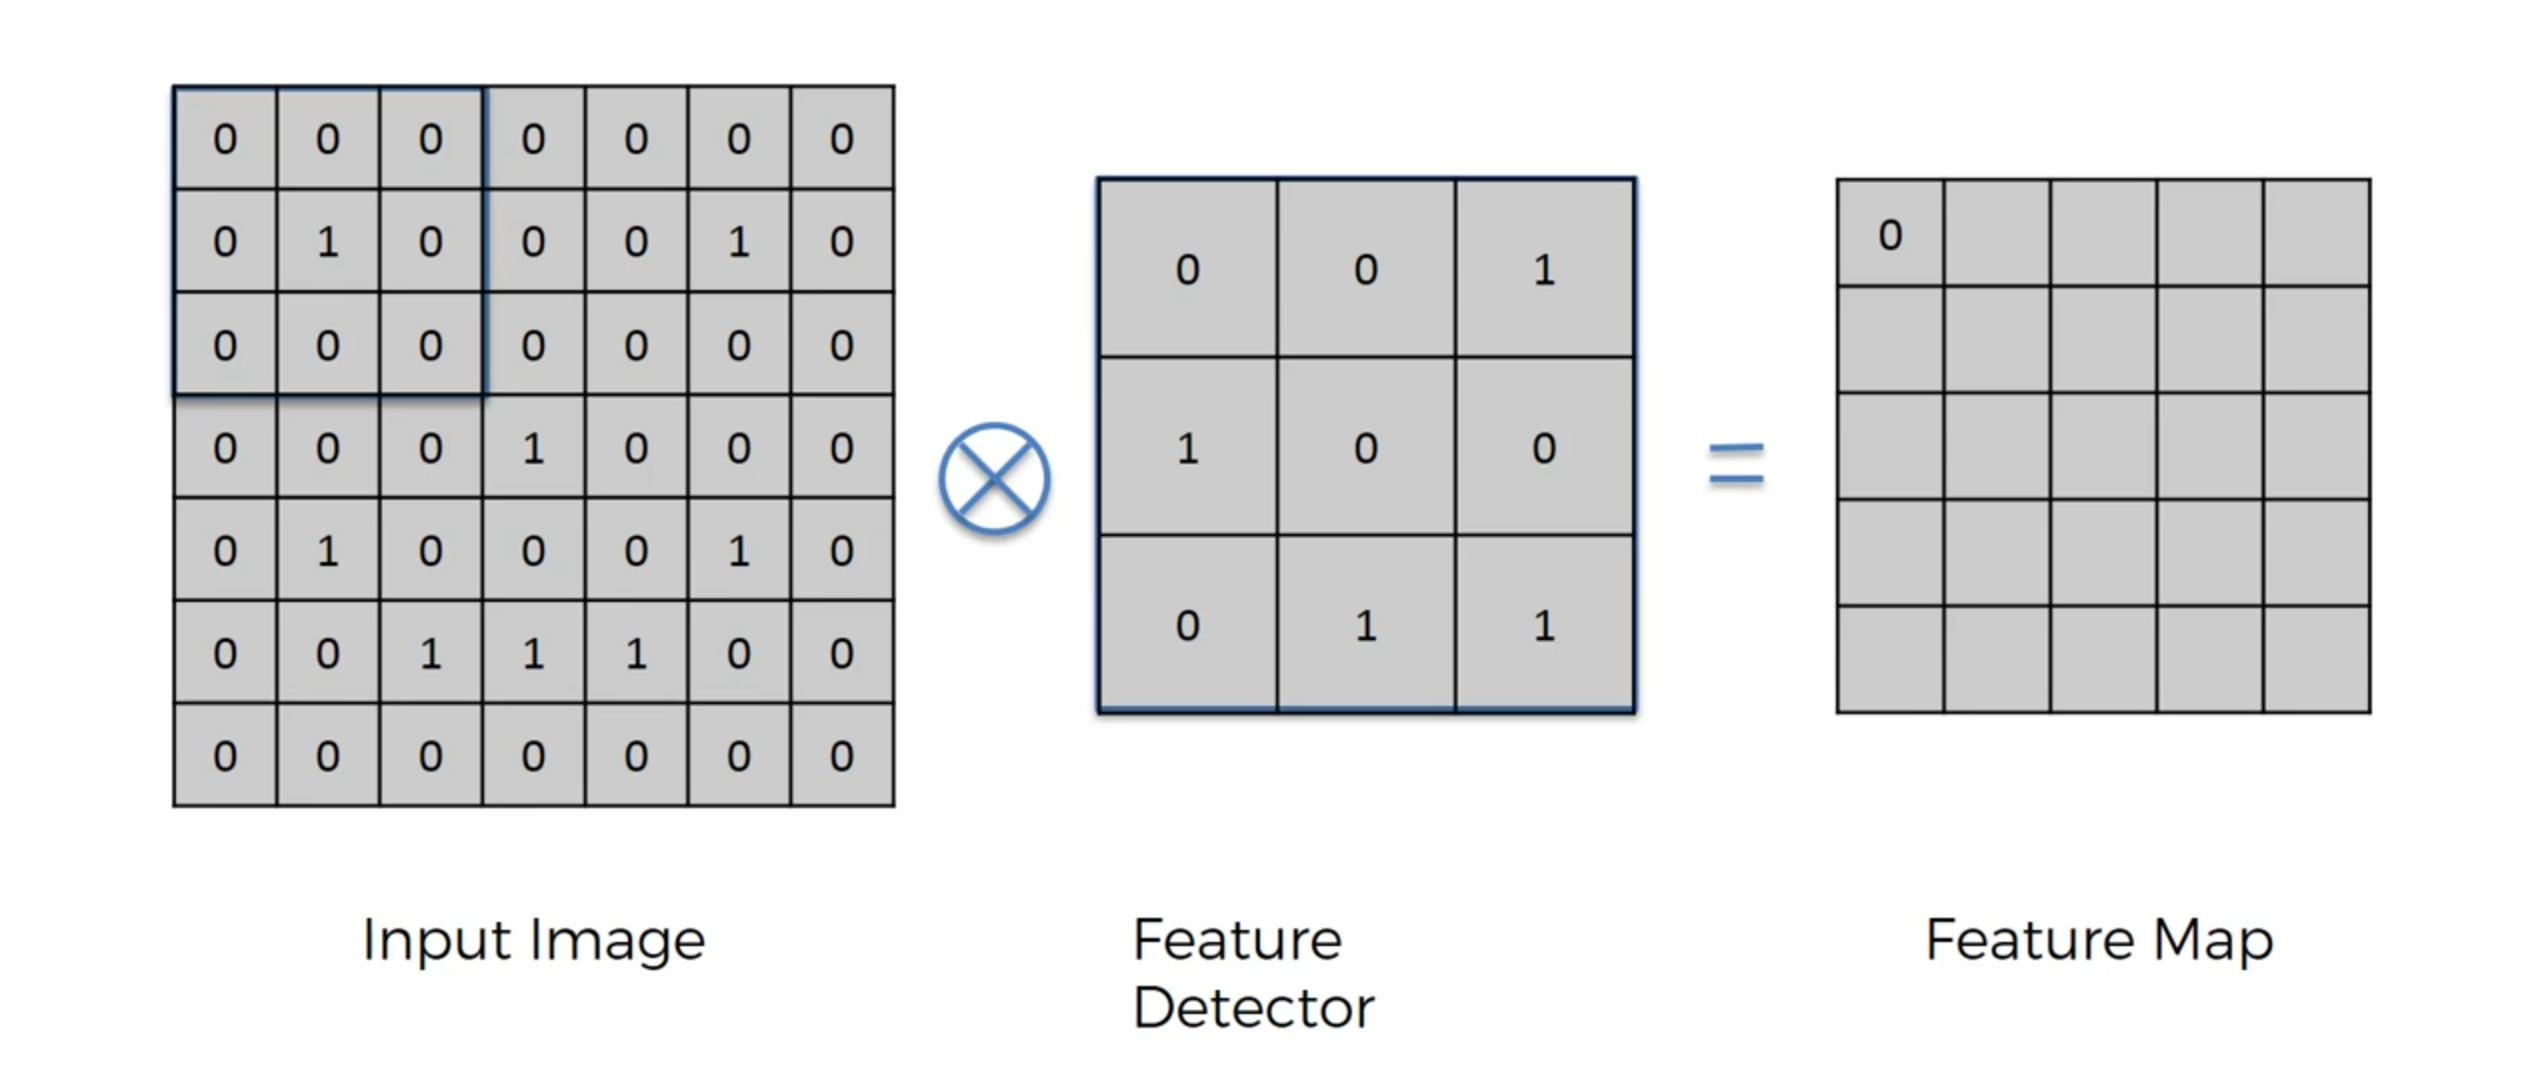 0 0 0 0 0 0 0
0 1 0 0 0 1 0
0 0 0 0 0 0 0
0 0 0 1 0 0 0
0 1 0 0 0 1 0
0 0 1 1 1 0 0
0 0 0 0 0 0 0
Input Image
0 0 1
1 0 0
0 1 1
Feature
Detector
=
0
Feature Map